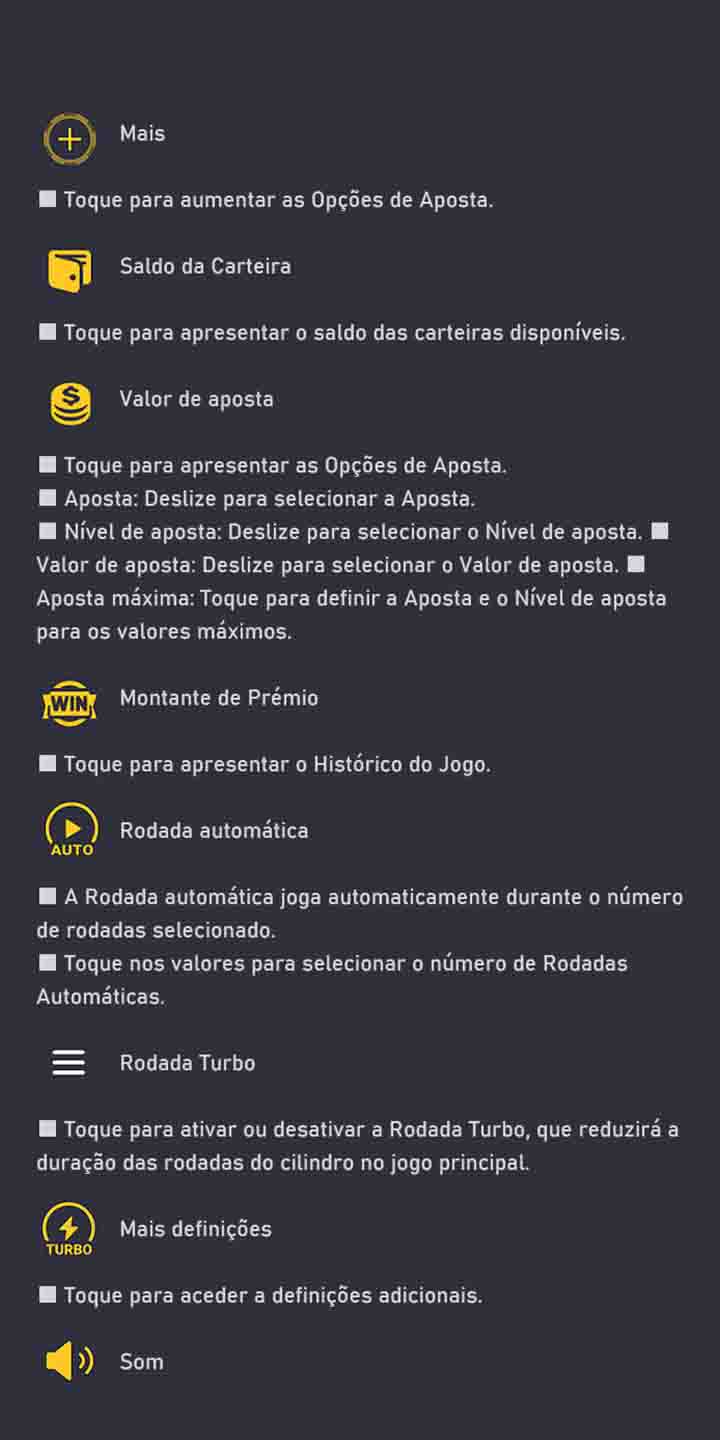 Mais
■ Toque para aumentar as Opções de Aposta.
Saldo da Carteira
■ Toque para apresentar o saldo das carteiras disponíveis.
$
Valor de aposta
■ Toque para apresentar as Opções de Aposta.
■ Aposta: Deslize para selecionar a Aposta.
■ Nível de aposta: Deslize para selecionar o Nível de aposta. ■
Valor de aposta: Deslize para selecionar o Valor de aposta. ■
Aposta máxima: Toque para definir a Aposta e o Nível de aposta
para os valores máximos.
WIN
Montante de Prémio
■ Toque para apresentar o Histórico do Jogo.
AUTO
Rodada automática
■ A Rodada automática joga automaticamente durante o número
de rodadas selecionado.
■ Toque nos valores para selecionar o número de Rodadas
Automáticas.
Rodada Turbo
■ Toque para ativar ou desativar a Rodada Turbo, que reduzirá a
duração das rodadas do cilindro no jogo principal.
TURBO
Mais definições
■ Toque para aceder a definições adicionais.
Som